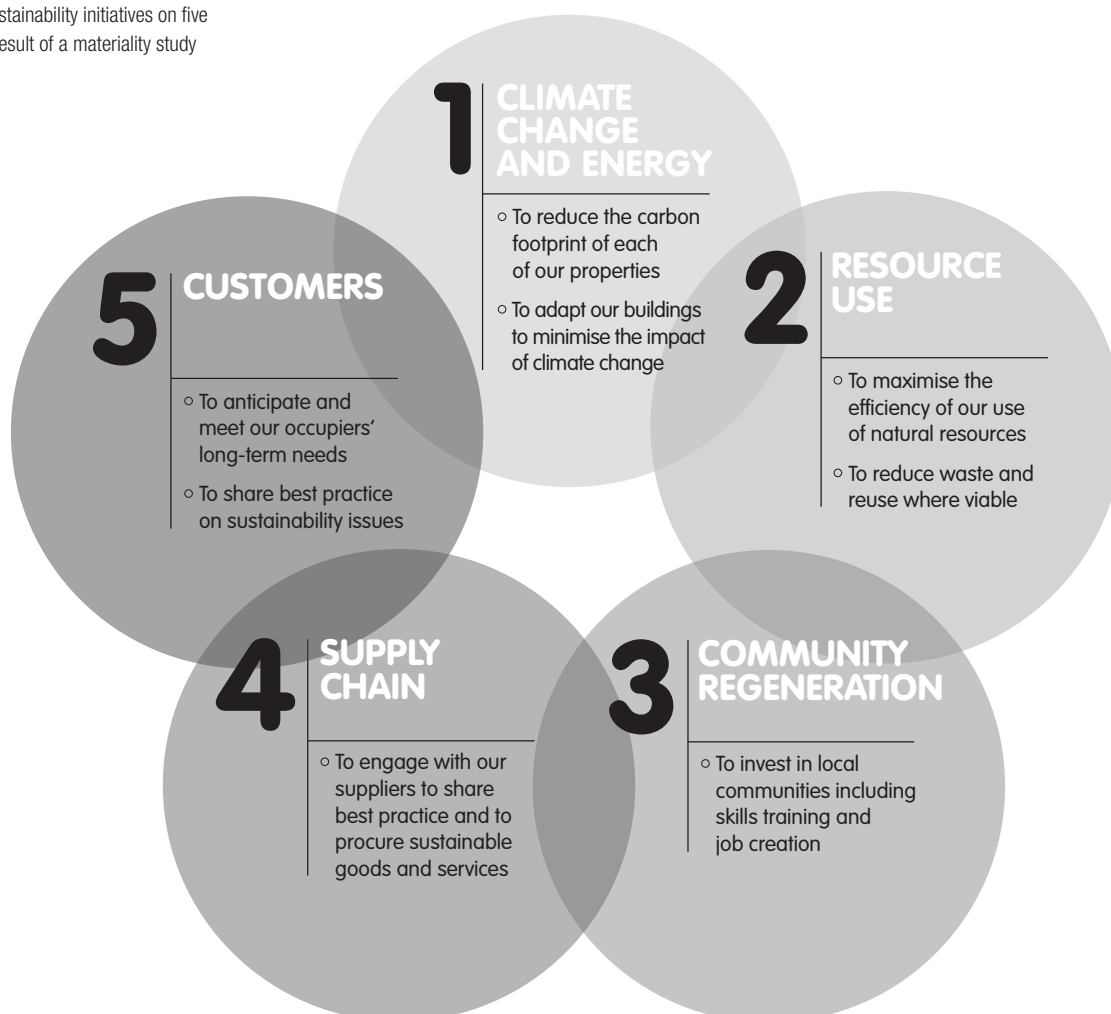 stainability initiatives on five
esult of a materiality study
1
CLIMATE
CHANGE
AND ENERGY
To reduce the carbon
footprint of each
of our properties
To adapt our buildings
to minimise the impact
of climate change
2
RESOURCE
USE
To maximise the
efficiency of our use
of natural resources
To reduce waste and
reuse where viable
3
COMMUNITY
REGENERATION
To invest in local
communities including
skills training and
job creation
4
SUPPLY
CHAIN
To engage with our
suppliers to share
best practice and to
procure sustainable
goods and services
5
CUSTOMERS
To anticipate and
meet our occupiers’
long-term needs
To share best practice
on sustainability issues